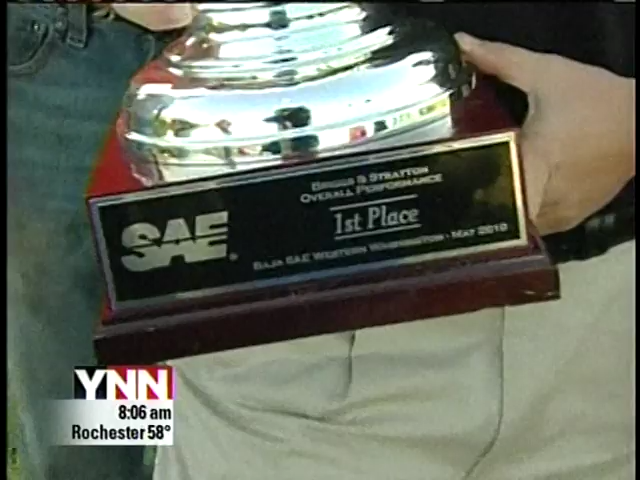 BRIGGS & STRATTON
OVERALL PERFORMANCE
1st Place
SAE®
BAJA SAE WESTERN WASHINGTON - MAY 2010
YNN
8:06 am
Rochester 58°